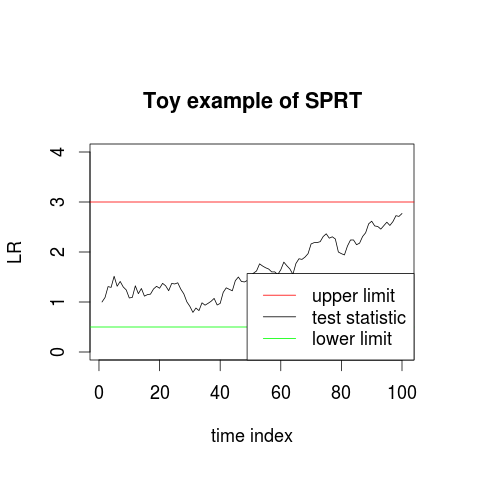 Toy example of SPRT
LR
4
3
2
1
0
upper limit
test statistic
lower limit
0 20 40 60 80 100
time index